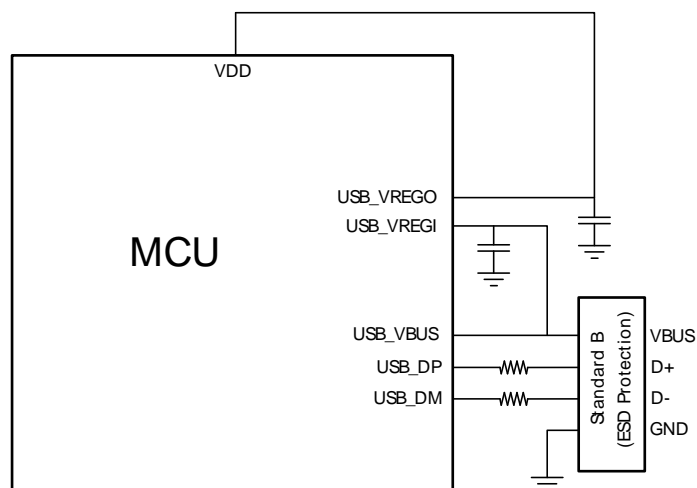 VDD
USB_VREGO
USB_VREGI
MCU
USB_VBUS
USB_DP
USB_DM
Standard B
(ESD Protection)
VBUS
D+
D-
GND